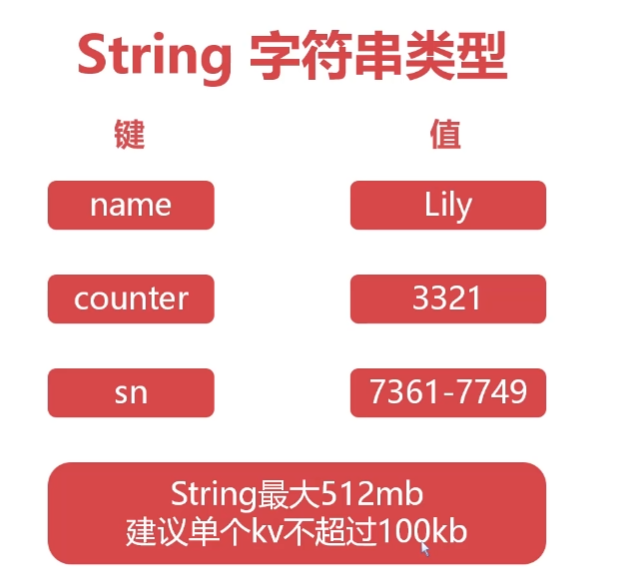 String 字符串类型
键 值
name Lily
counter 3321
sn 7361-7749
String最大512mb
建议单个kv不超过100kb